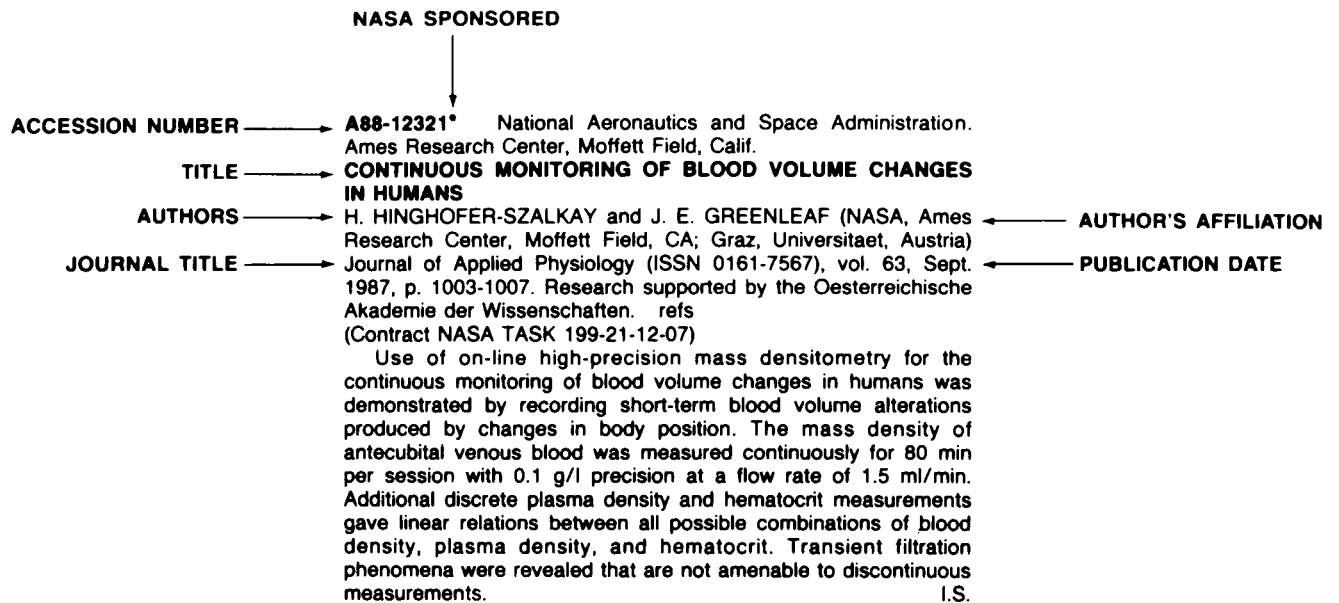 NASA SPONSORED
ACCESSION NUMBER A88-12321* National Aeronautics and Space Administration.
Ames Research Center, Moffett Field, Calif.
TITLE CONTINUOUS MONITORING OF BLOOD VOLUME CHANGES
IN HUMANS
AUTHORS H. HINGHOFER-SZALKAY and J. E. GREENLEAF (NASA, Ames AUTHOR'S AFFILIATION
Research Center, Moffett Field, CA; Graz, Universitaet, Austria)
JOURNAL TITLE Journal of Applied Physiology (ISSN 0161-7567), vol. 63, Sept. PUBLICATION DATE
1987, p. 1003-1007. Research supported by the Oesterreichische
Akademie der Wissenschaften. refs
(Contract NASA TASK 199-21-12-07)
Use of on-line high-precision mass densitometry for the
continuous monitoring of blood volume changes in humans was
demonstrated by recording short-term blood volume alterations
produced by changes in body position. The mass density of
antecubital venous blood was measured continuously for 80 min
per session with 0.1 g/l precision at a flow rate of 1.5 ml/min.
Additional discrete plasma density and hematocrit measurements
gave linear relations between all possible combinations of blood
density, plasma density, and hematocrit. Transient filtration
phenomena were revealed that are not amenable to discontinuous
measurements. I.S.